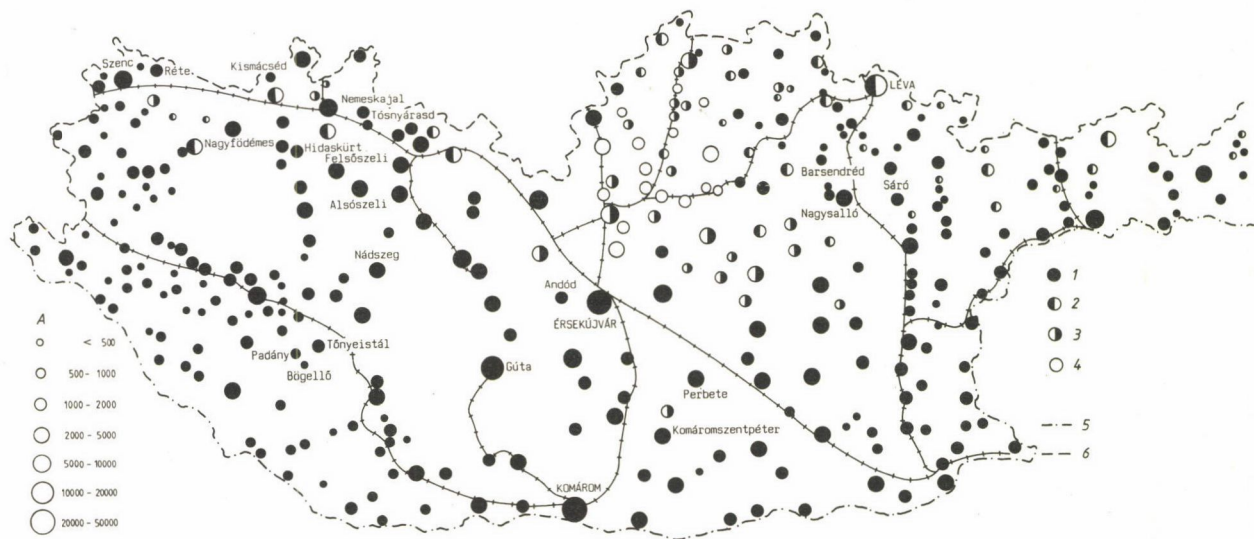 Szenc
Réte
Kismácséd
Nemeskajal
Tósnyárasd
LÉVA
Nagyfödémes
Hidaskürt
Felsőszeli
Alsószeli
Barsendréd
Sáró
Nagysalló
Nádszeg
Andód
ÉRSEKÚJVÁR
Padány
Tőnyeistál
Bögellő
Gúta
Perbete
Komáromszentpéter
KOMÁROM
A
< 500
500 - 1000
1000 - 2000
2000 - 5000
5000 - 10000
10000 - 20000
20000 - 50000
1
2
3
4
5
6